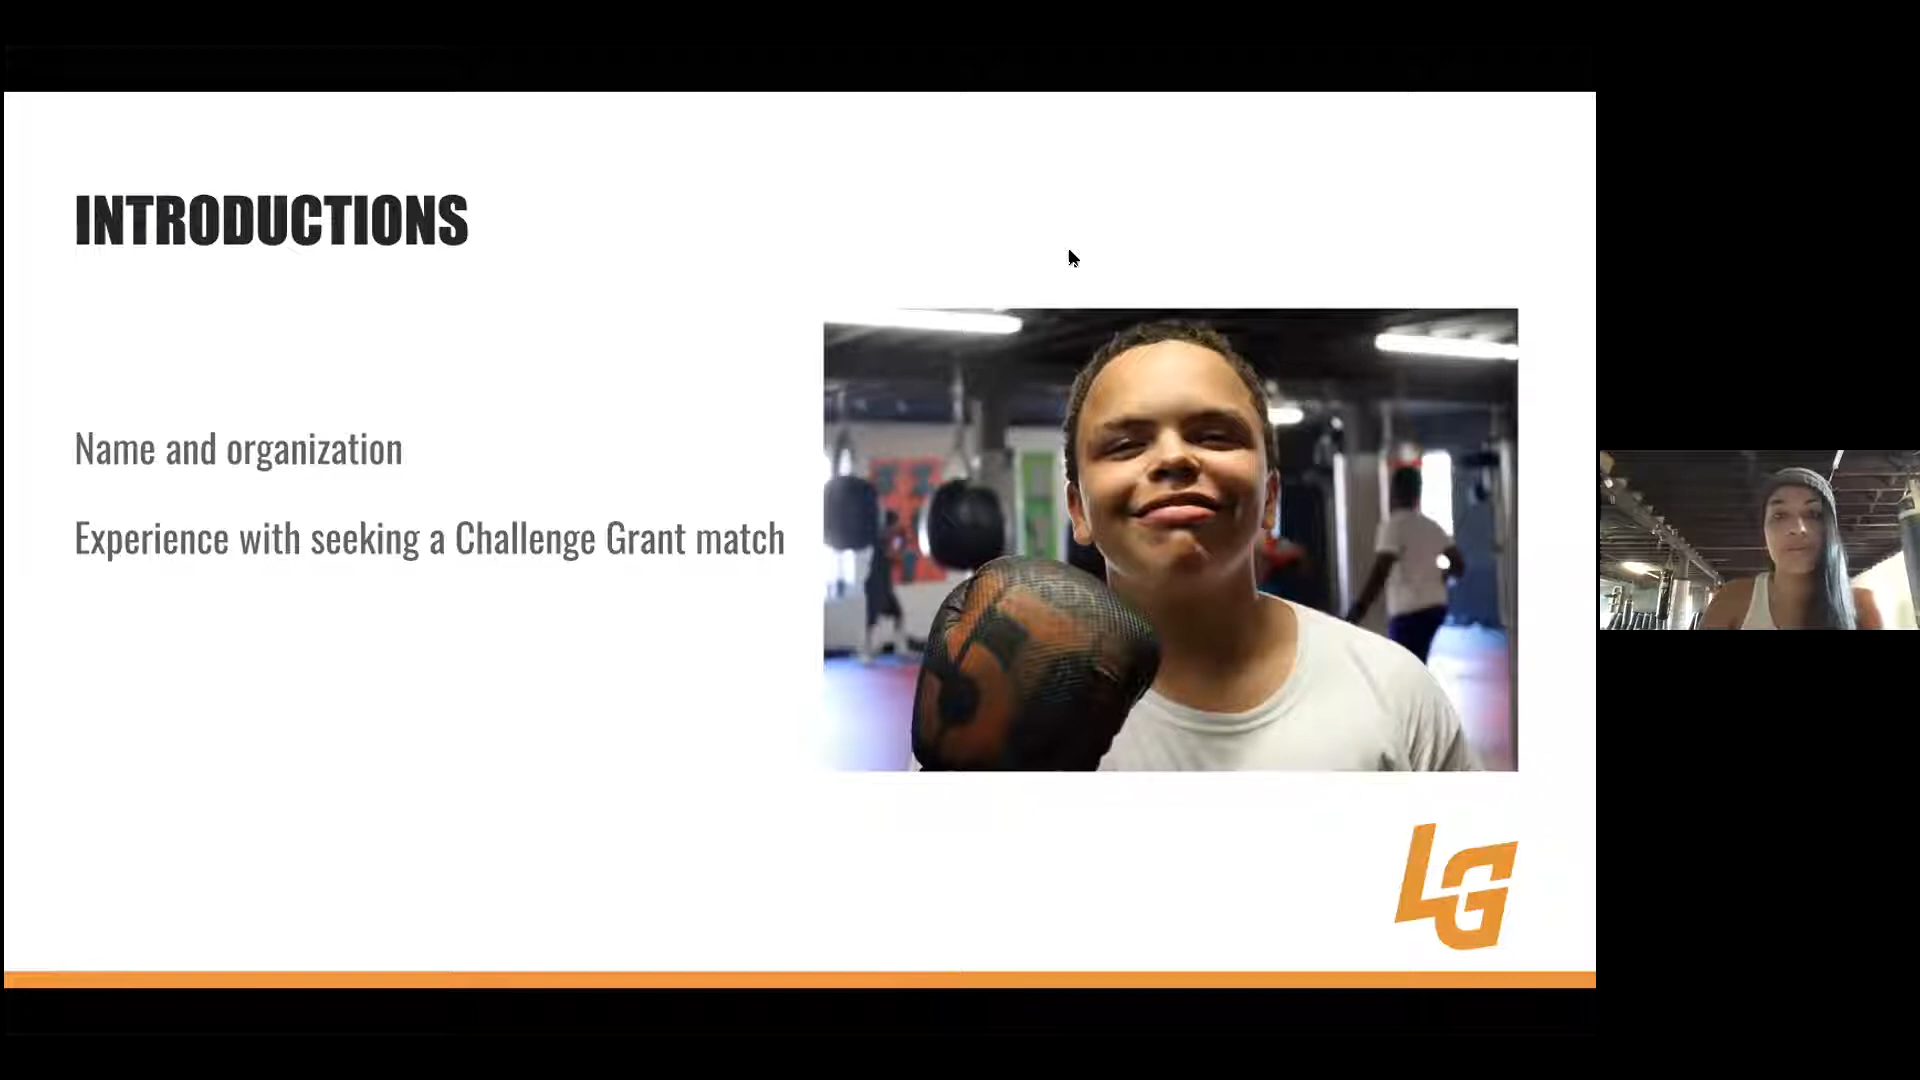 INTRODUCTIONS
Name and organization
Experience with seeking a Challenge Grant match
LG